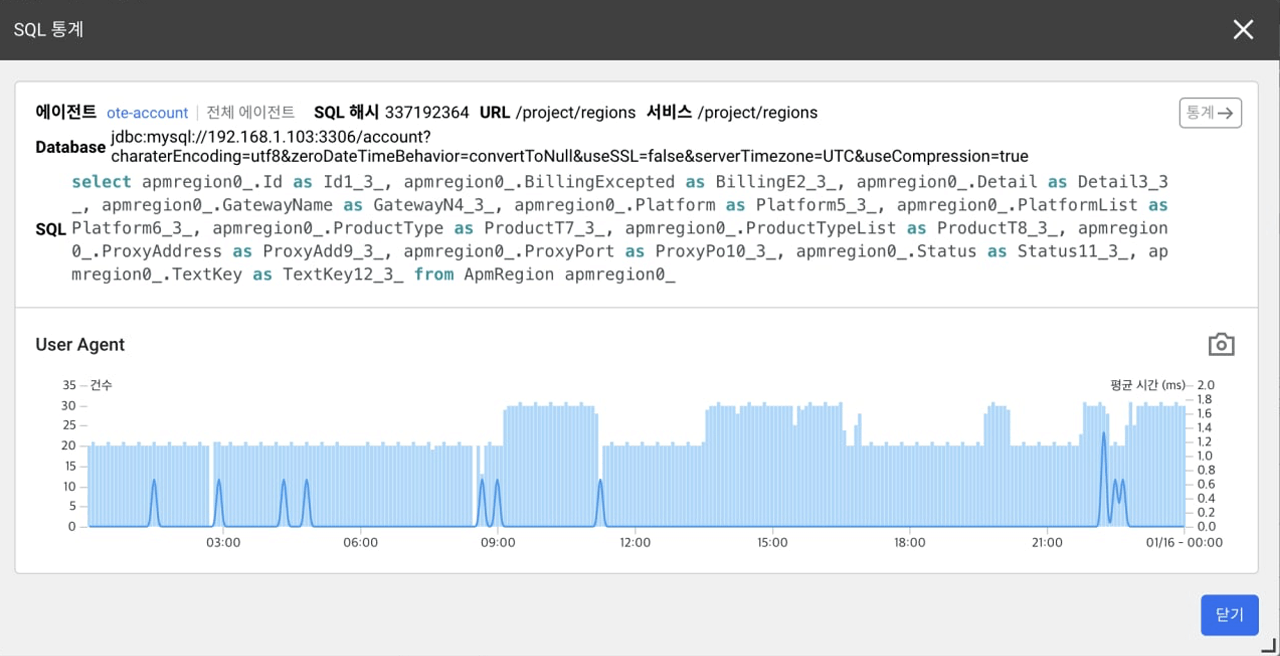 SQL 통계
에이전트 ote-account 전체 에이전트 SQL 해시 337192364 URL /project/regions 서비스 /project/regions
통계
Database jdbc:mysql://192.168.1.103:3306/account?
charaterEncoding=utf8&zeroDateTimeBehavior=convertToNull&useSSL=false&serverTimezone=UTC&useCompression=true
select apmregion0_.Id as Id1_3_, apmregion0_.BillingExcepted as BillingE2_3_, apmregion0_.Detail as Detail3_3
_, apmregion0_.GatewayName as GatewayN4_3_, apmregion0_.Platform as Platform5_3_, apmregion0_.PlatformList as
SQL Platform6_3_, apmregion0_.ProductType as ProductT7_3_, apmregion0_.ProductTypeList as ProductT8_3_, apmregion
0_.ProxyAddress as ProxyAdd9_3_, apmregion0_.ProxyPort as ProxyPo10_3_, apmregion0_.Status as Status11_3_, ap
mregion0_.TextKey as TextKey12_3_ from ApmRegion apmregion0_
User Agent
35 건수 평균 시간 (ms) 2.0
30 1.8
1.6
25 1.4
20 1.2
15 1.0
0.8
10 0.6
0.4
5 0.2
0 0.0
03:00 06:00 09:00 12:00 15:00 18:00 21:00 01/16 - 00:00
닫기